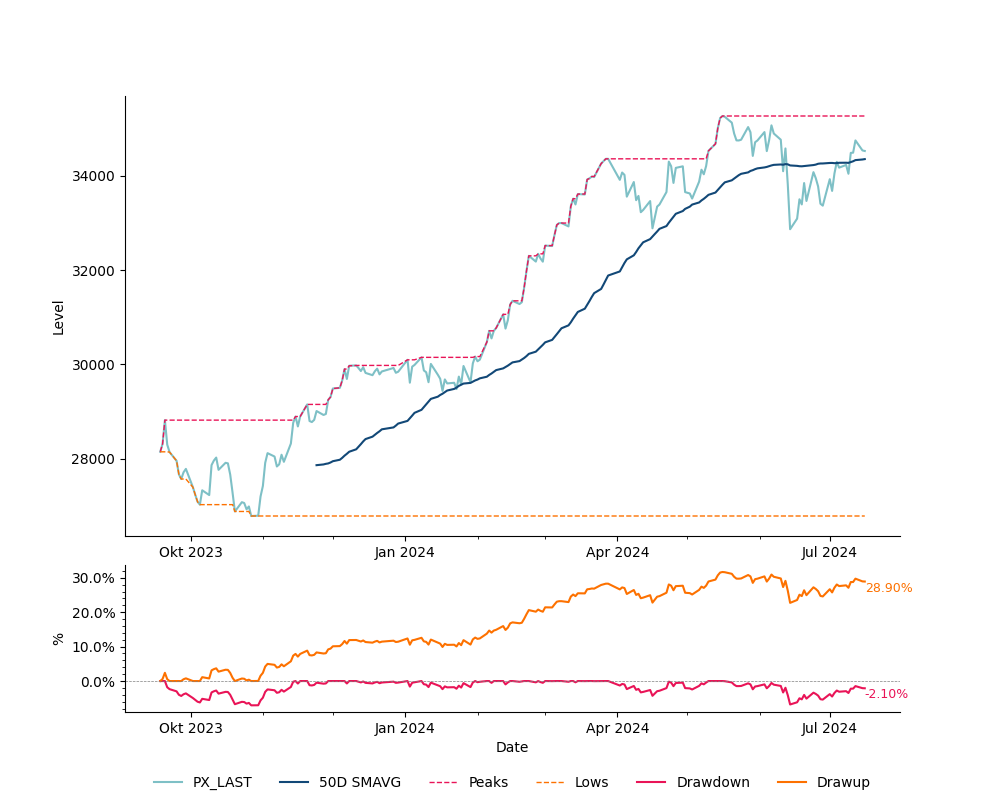 34000
32000
30000
28000
Level
Okt 2023 Jan 2024 Apr 2024 Jul 2024
30.0%
20.0%
10.0%
0.0%
%
28.90%
-2.10%
Okt 2023 Jan 2024 Apr 2024 Jul 2024
Date
PX_LAST 50D SMAVG Peaks Lows Drawdown Drawup